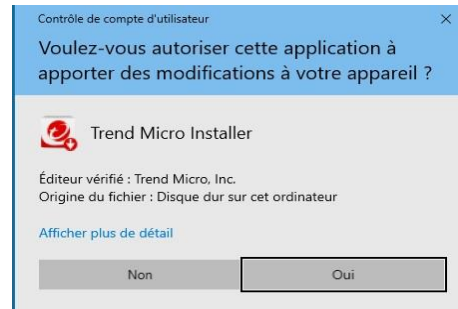 Contrôle de compte d'utilisateur
Voulez-vous autoriser cette application à
apporter des modifications à votre appareil ?
Trend Micro Installer
Éditeur vérifié : Trend Micro, Inc.
Origine du fichier : Disque dur sur cet ordinateur
Afficher plus de détail
Non
Oui